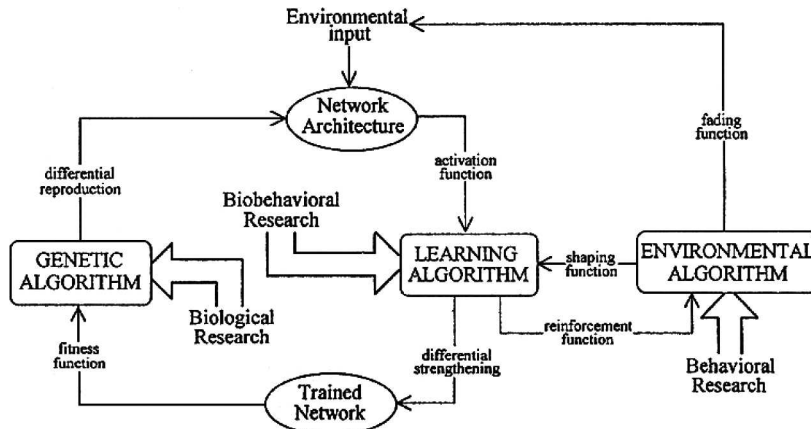 Environmental
input
Network
Architecture
fading
function
differential
reproduction
activation
function
Biobehavioral
Research
GENETIC
ALGORITHM
LEARNING
ALGORITHM
shaping
function
ENVIRONMENTAL
ALGORITHM
Biological
Research
reinforcement
function
fitness
function
differential
strengthening
Behavioral
Research
Trained
Network